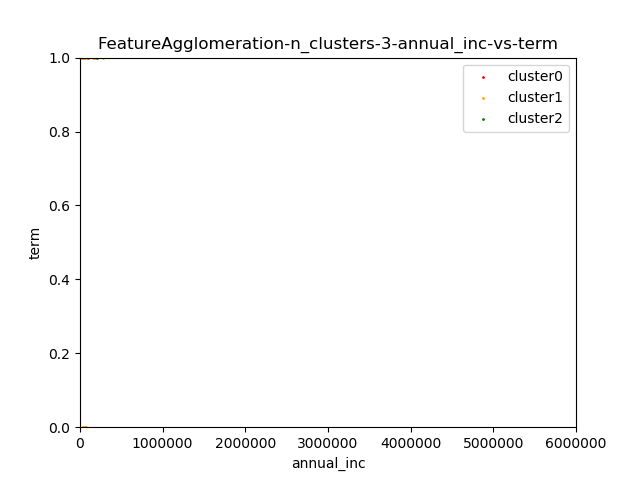 FeatureAgglomeration-n_clusters-3-annual_inc-vs-term
1.0
0.8
0.6
0.4
0.2
0.0
term
cluster0
cluster1
cluster2
0 1000000 2000000 3000000 4000000 5000000 6000000
annual_inc